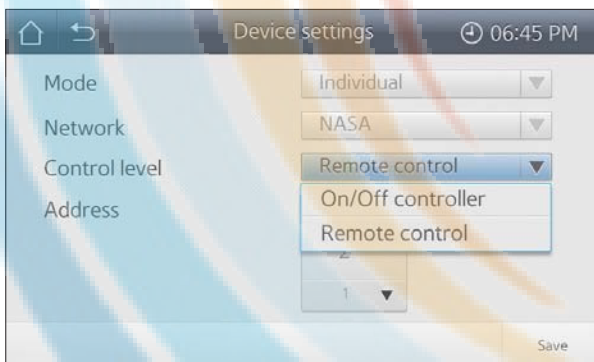 Device settings 06:45 PM
Mode Individual
Network NASA
Control level Remote control
On/Off controller
Address
Remote control
2
1
Save